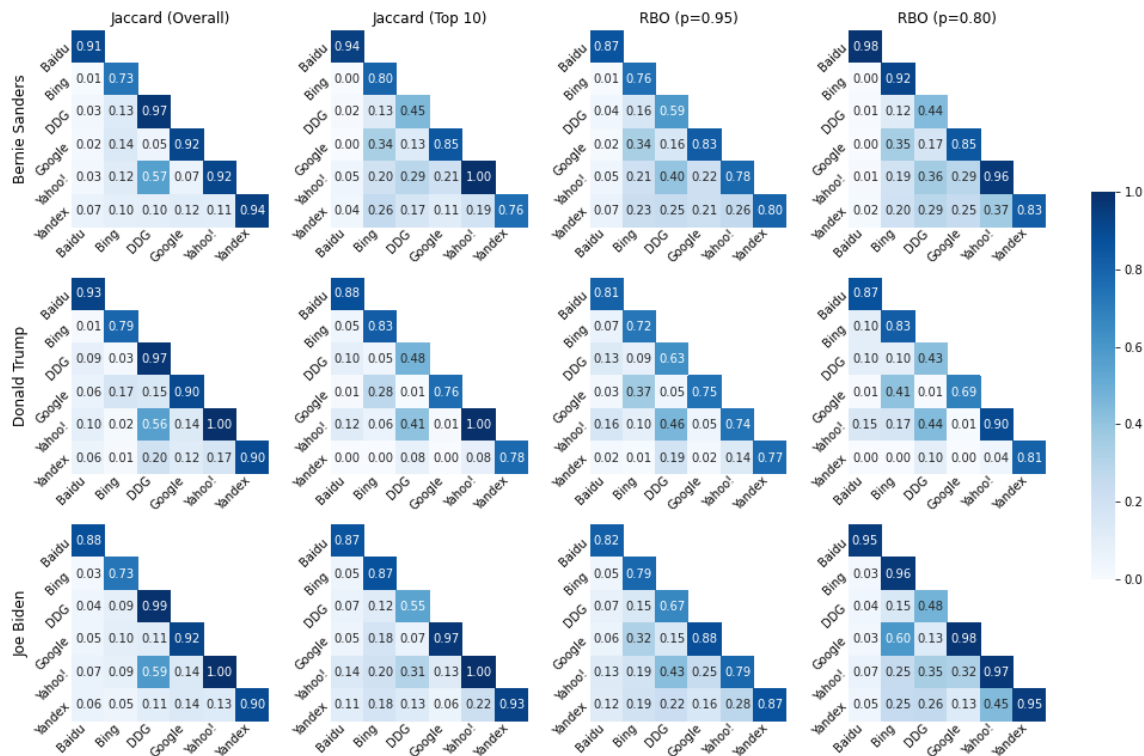 Jaccard (Overall) Jaccard (Top 10) RBO (p=0.95) RBO (p=0.80)
Bernie Sanders
Baidu 0.91 Baidu 0.94 Baidu 0.87 Baidu 0.98
Bing 0.01 0.73 Bing 0.00 0.80 Bing 0.01 0.76 Bing 0.00 0.92
DDG 0.03 0.13 0.97 DDG 0.02 0.13 0.45 DDG 0.04 0.16 0.59 DDG 0.01 0.12 0.44
Google 0.02 0.14 0.05 0.92 Google 0.00 0.34 0.13 0.85 Google 0.02 0.34 0.16 0.83 Google 0.00 0.35 0.17 0.85
Yahoo! 0.03 0.12 0.57 0.07 0.92 Yahoo! 0.05 0.20 0.29 0.21 1.00 Yahoo! 0.05 0.21 0.40 0.22 0.78 Yahoo! 0.01 0.19 0.36 0.29 0.96
Yandex 0.07 0.10 0.10 0.12 0.11 0.94 Yandex 0.04 0.26 0.17 0.11 0.19 0.76 Yandex 0.07 0.23 0.25 0.21 0.26 0.80 Yandex 0.02 0.20 0.29 0.25 0.37 0.83
Baidu Bing DDG Google Yahoo! Yandex Baidu Bing DDG Google Yahoo! Yandex Baidu Bing DDG Google Yahoo! Yandex Baidu Bing DDG Google Yahoo! Yandex
Donald Trump
Baidu 0.93 Baidu 0.88 Baidu 0.81 Baidu 0.87
Bing 0.01 0.79 Bing 0.05 0.83 Bing 0.07 0.72 Bing 0.10 0.83
DDG 0.09 0.03 0.97 DDG 0.10 0.05 0.48 DDG 0.13 0.09 0.63 DDG 0.10 0.10 0.43
Google 0.06 0.17 0.15 0.90 Google 0.01 0.28 0.01 0.76 Google 0.03 0.37 0.05 0.75 Google 0.01 0.41 0.01 0.69
Yahoo! 0.10 0.02 0.56 0.14 1.00 Yahoo! 0.12 0.06 0.41 0.01 1.00 Yahoo! 0.16 0.10 0.46 0.05 0.74 Yahoo! 0.15 0.17 0.44 0.01 0.90
Yandex 0.06 0.01 0.20 0.12 0.17 0.90 Yandex 0.00 0.00 0.08 0.00 0.08 0.78 Yandex 0.02 0.01 0.19 0.02 0.14 0.77 Yandex 0.00 0.00 0.10 0.00 0.04 0.81
Baidu Bing DDG Google Yahoo! Yandex Baidu Bing DDG Google Yahoo! Yandex Baidu Bing DDG Google Yahoo! Yandex Baidu Bing DDG Google Yahoo! Yandex
Joe Biden
Baidu 0.88 Baidu 0.87 Baidu 0.82 Baidu 0.95
Bing 0.03 0.73 Bing 0.05 0.87 Bing 0.05 0.79 Bing 0.03 0.96
DDG 0.04 0.09 0.99 DDG 0.07 0.12 0.55 DDG 0.07 0.15 0.67 DDG 0.04 0.15 0.48
Google 0.05 0.10 0.11 0.92 Google 0.05 0.18 0.07 0.97 Google 0.06 0.32 0.15 0.88 Google 0.03 0.60 0.13 0.98
Yahoo! 0.07 0.09 0.59 0.14 1.00 Yahoo! 0.14 0.20 0.31 0.13 1.00 Yahoo! 0.13 0.19 0.43 0.25 0.79 Yahoo! 0.07 0.25 0.35 0.32 0.97
Yandex 0.06 0.05 0.11 0.14 0.13 0.90 Yandex 0.11 0.18 0.13 0.06 0.22 0.93 Yandex 0.12 0.19 0.22 0.16 0.28 0.87 Yandex 0.05 0.25 0.26 0.13 0.45 0.95
Baidu Bing DDG Google Yahoo! Yandex Baidu Bing DDG Google Yahoo! Yandex Baidu Bing DDG Google Yahoo! Yandex Baidu Bing DDG Google Yahoo! Yandex
1.0
0.8
0.6
0.4
0.2
0.0